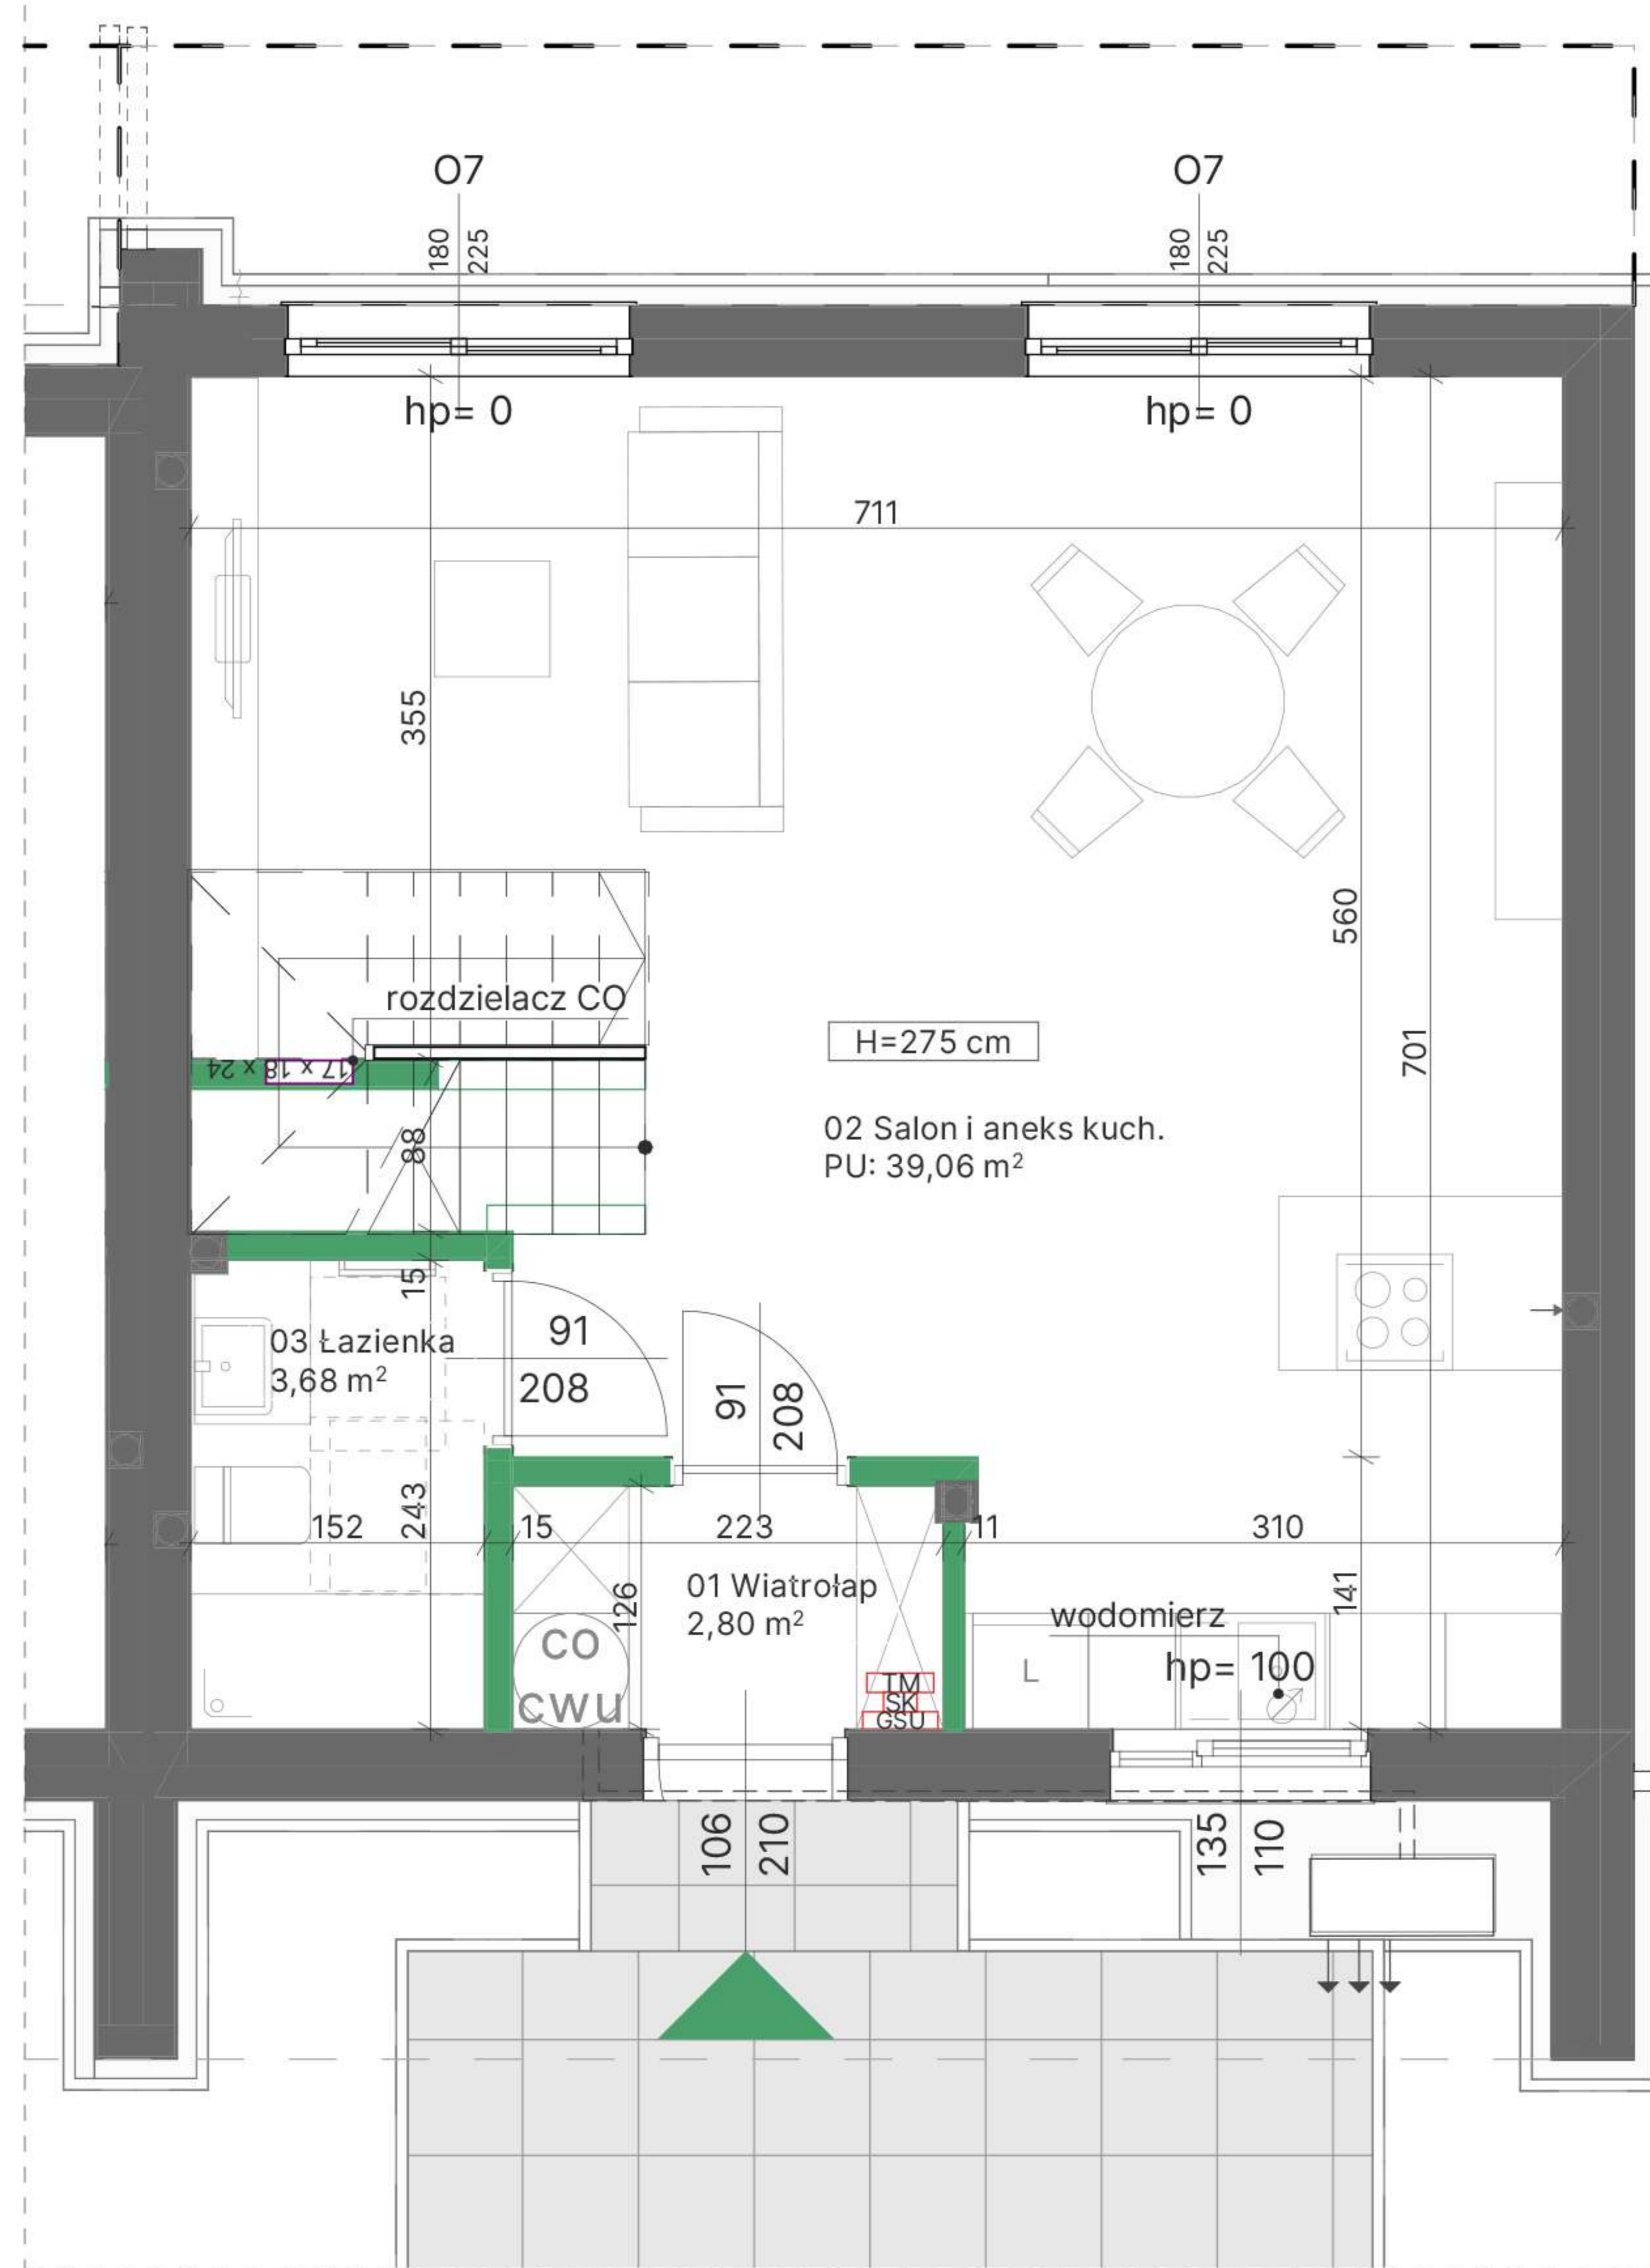 O7
O7
180
225
180
225
hp= 0
hp= 0
711
355
560
rozdzielacz CO
H=275 cm
701
17 x 18 x 24
02 Salon i aneks kuch.
PU: 39,06 m²
88
15
03 Łazienka
3,68 m²
91
208
91
208
243
152
15
223
11
310
126
01 Wiatrołap
2,80 m²
141
wodomierz
CO
cwu
L
hp= 100
TM
SK
GSU
106
210
135
110